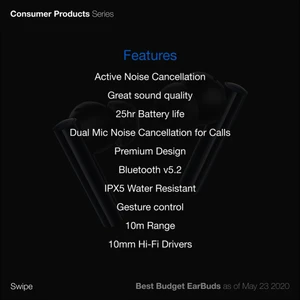 Consumer Products Series
Features
Active Noise Cancellation
Great sound quality
25hr Battery life
Dual Mic Noise Cancellation for Calls
Premium Design
Bluetooth v5.2
IPX5 Water Resistant
Gesture control
10m Range
10mm Hi-Fi Drivers
Swipe
Best Budget EarBuds as of May 23 2020